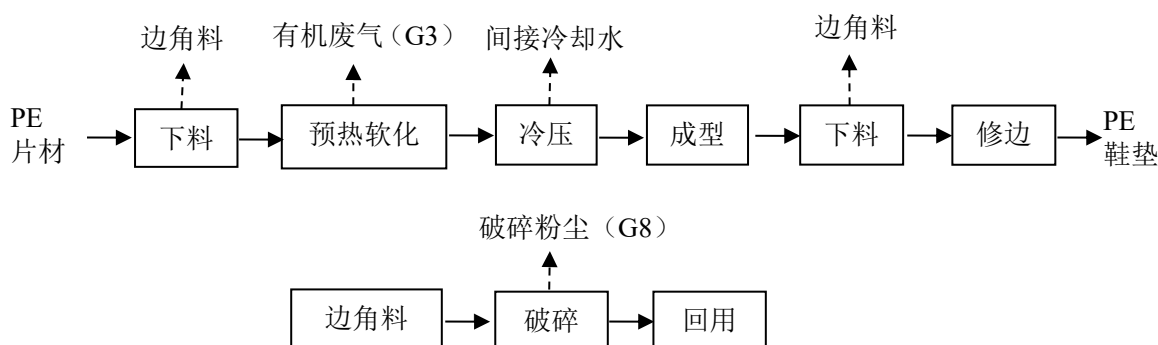 边角料
有机废气（G3）
间接冷却水
边角料
PE
片材
下料
预热软化
冷压
成型
下料
修边
PE
鞋垫
破碎粉尘（G8）
边角料
破碎
回用